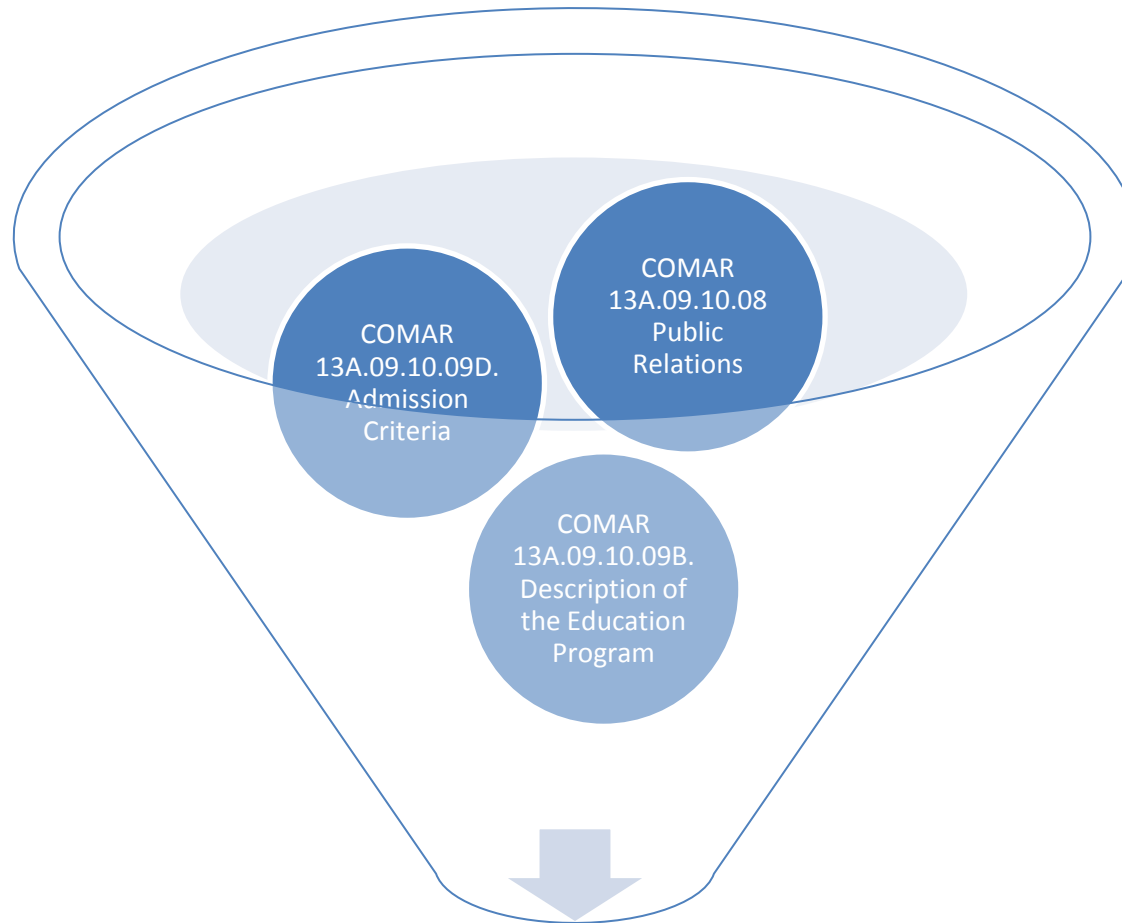 COMAR
13A.09.10.08
Public
Relations
COMAR
13A.09.10.09D.
Admission
Criteria
COMAR
13A.09.10.09B.
Description of
the Education
Program